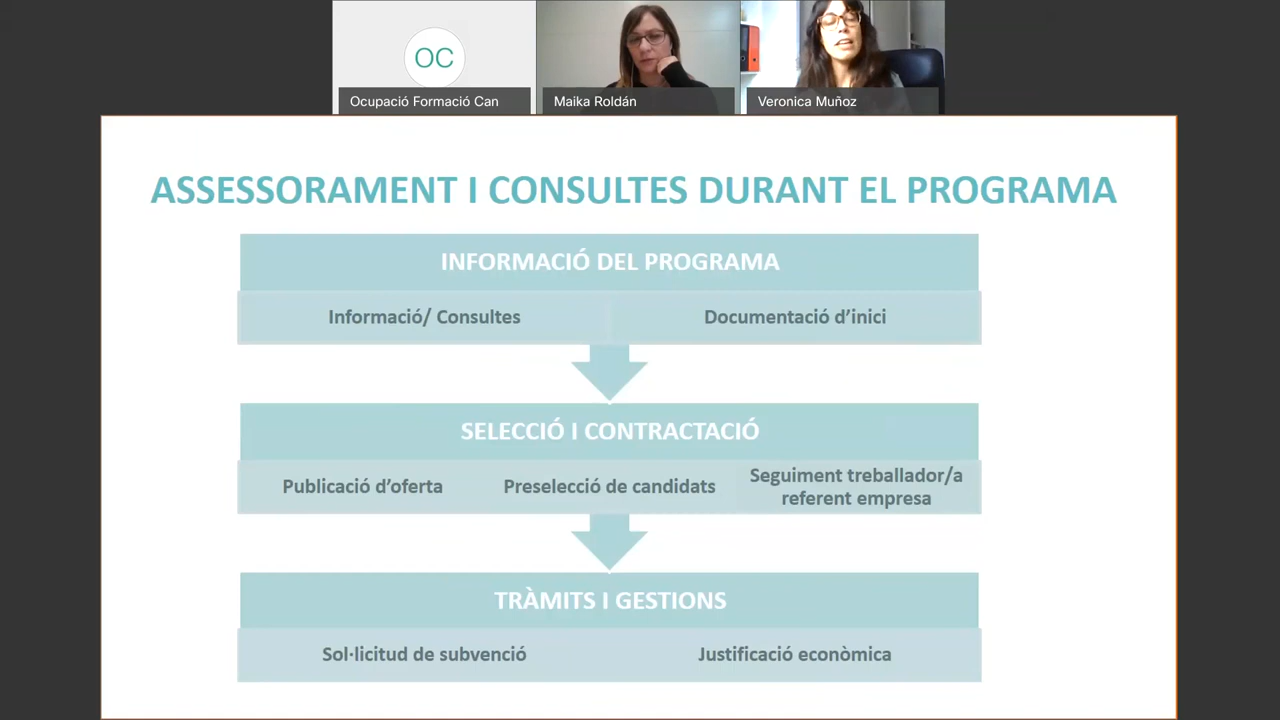 OC
Ocupació Formació Can
Maika Roldán
Veronica Muñoz
ASSESSORAMENT I CONSULTES DURANT EL PROGRAMA
INFORMACIÓ DEL PROGRAMA
Informació/ Consultes
Documentació d’inici
SELECCIÓ I CONTRACTACIÓ
Publicació d’oferta
Preselecció de candidats
Seguiment treballador/a
referent empresa
TRÀMITS I GESTIONS
Sol·licitud de subvenció
Justificació econòmica